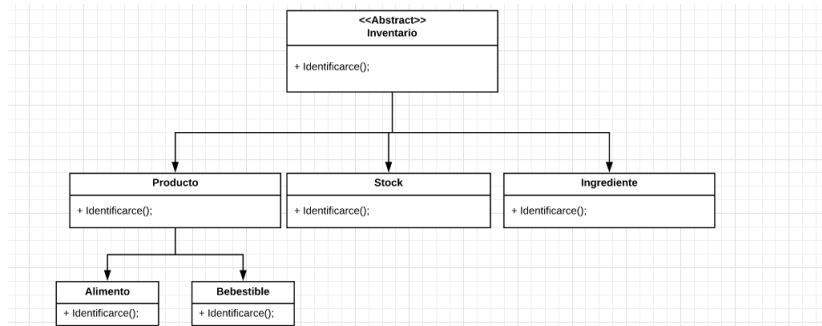 <<Abstract>>
Inventario
+ Identificarce();
Producto
+ Identificarce();
Stock
+ Identificarce();
Ingrediente
+ Identificarce();
Alimento
+ Identificarce();
Bebestible
+ Identificarce();